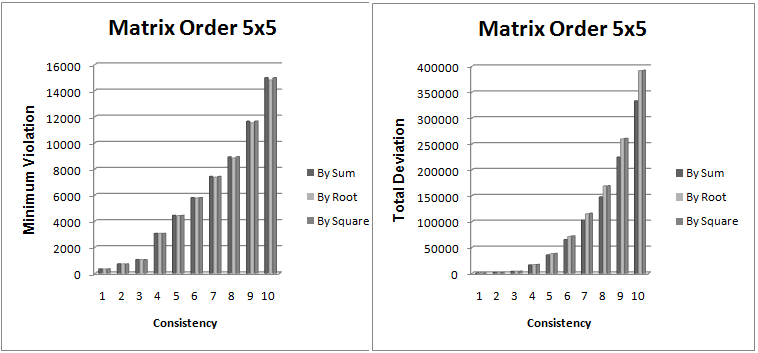 Matrix Order 5x5
Minimum Violation
16000
14000
12000
10000
8000
6000
4000
2000
0
1 2 3 4 5 6 7 8 9 10
Consistency
By Sum
By Root
By Square
Matrix Order 5x5
Total Deviation
400000
350000
300000
250000
200000
150000
100000
50000
0
1 2 3 4 5 6 7 8 9 10
Consistency
By Sum
By Root
By Square